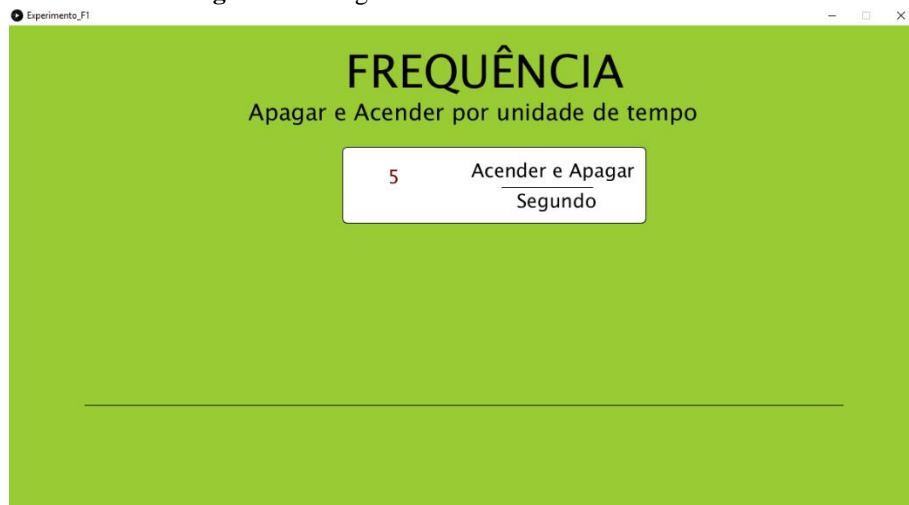 Experimento_F1
FREQUÊNCIA
Apagar e Acender por unidade de tempo
5
Acender e Apagar
Segundo